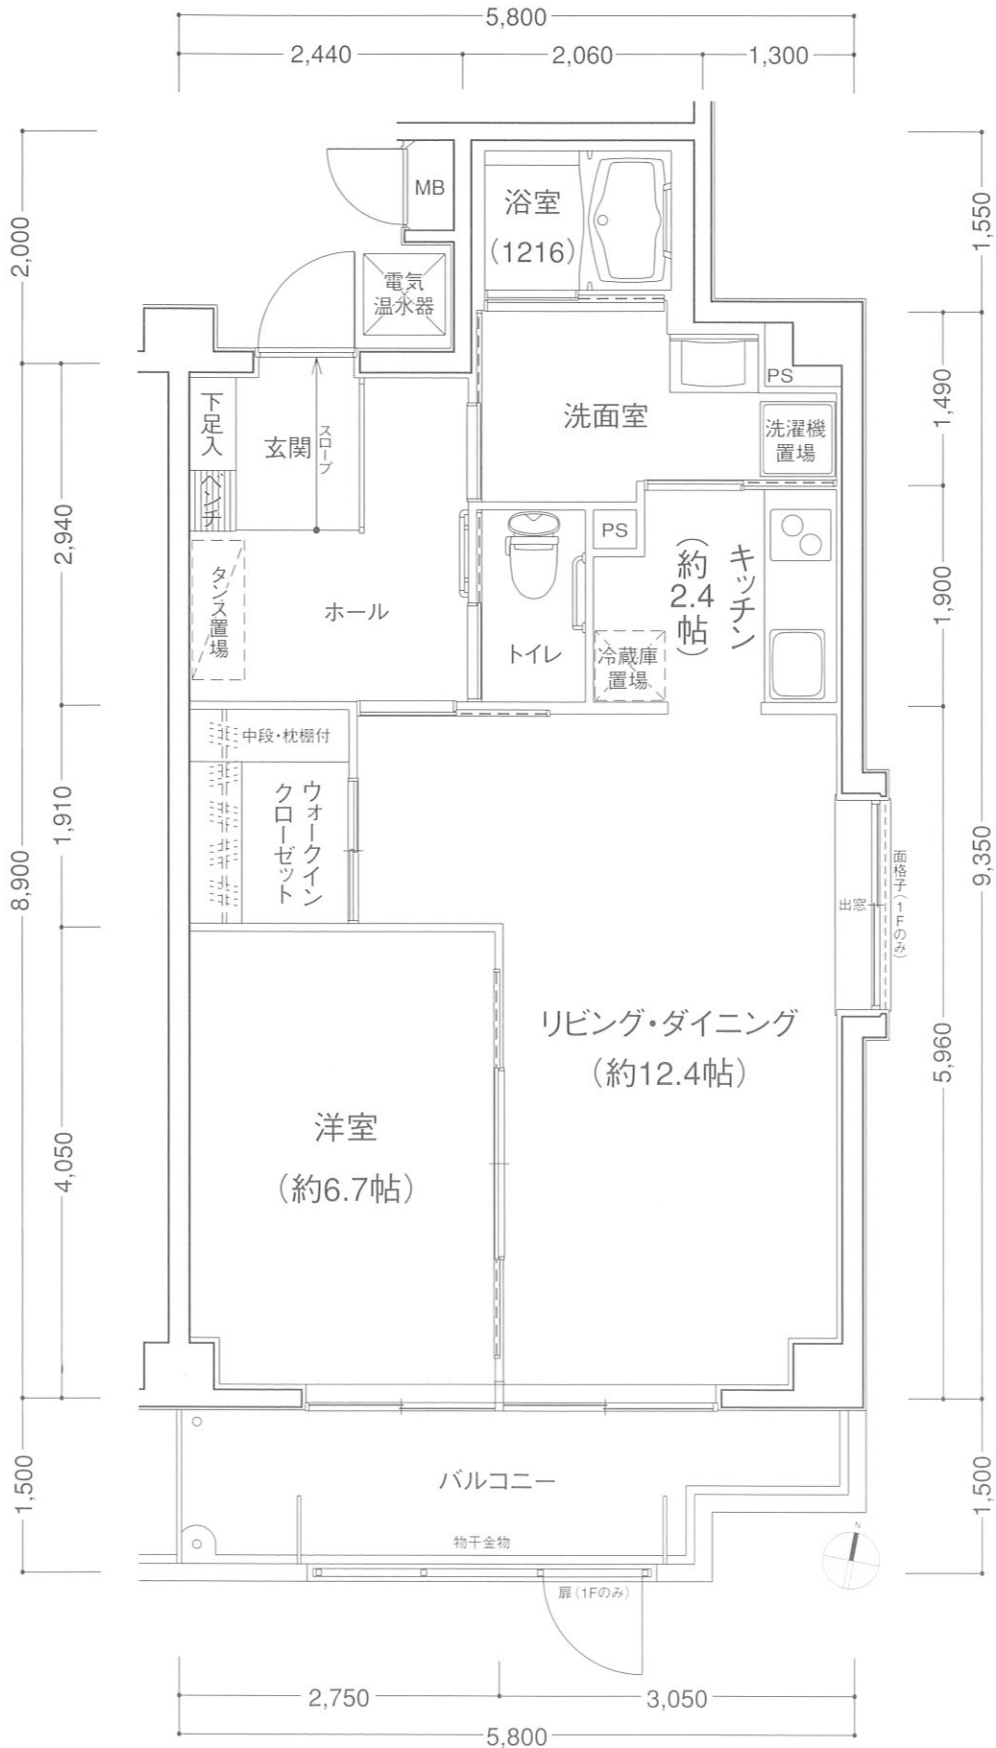 5,800
2,440
2,060
1,300
2,000
8,900
1,500
2,940
1,910
4,050
1,550
9,350
1,500
1,490
1,900
5,960
MB
浴室
(1216)
電気
温水器
PS
下足入
玄関
スロープ
ベンチ
洗面室
洗濯機
置場
PS
タンス置場
ホール
トイレ
キッチン
(約2.4帖)
冷蔵庫
置場
中段・枕棚付
ウォークイン
クローゼット
出窓
面格子(1Fのみ)
リビング・ダイニング
(約12.4帖)
洋室
(約6.7帖)
バルコニー
物干金物
扉(1Fのみ)
N
2,750
3,050
5,800